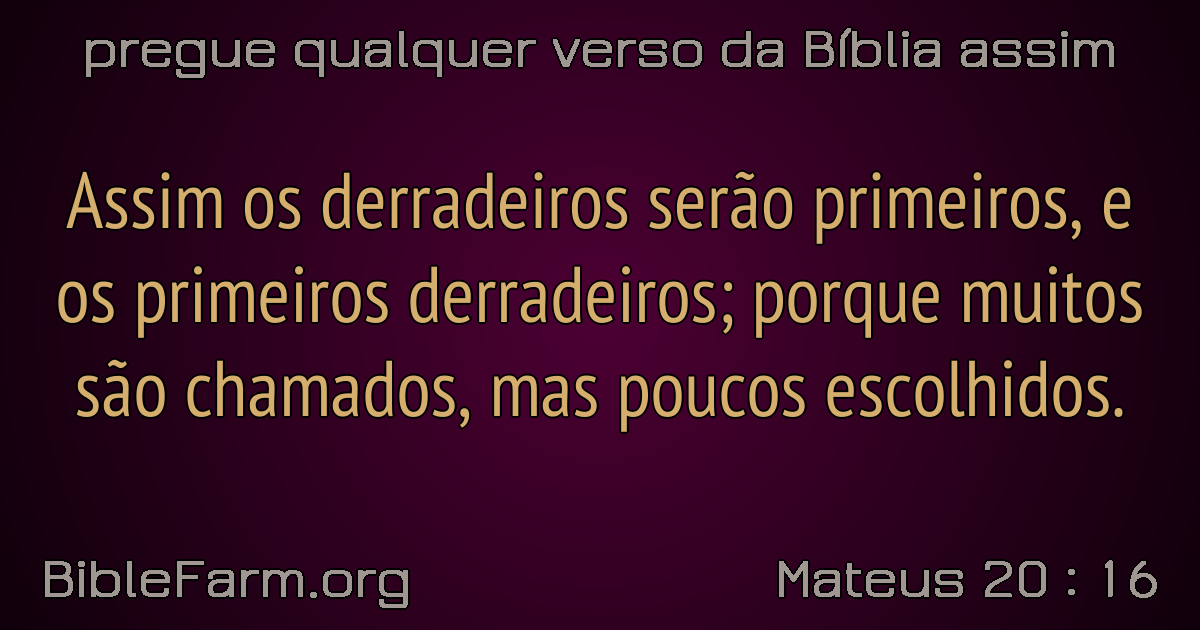 pregue qualquer verso da Bíblia assim
Assim os derradeiros serão primeiros, e
os primeiros derradeiros; porque muitos
são chamados, mas poucos escolhidos.
BibleFarm.org
Mateus 20 : 16